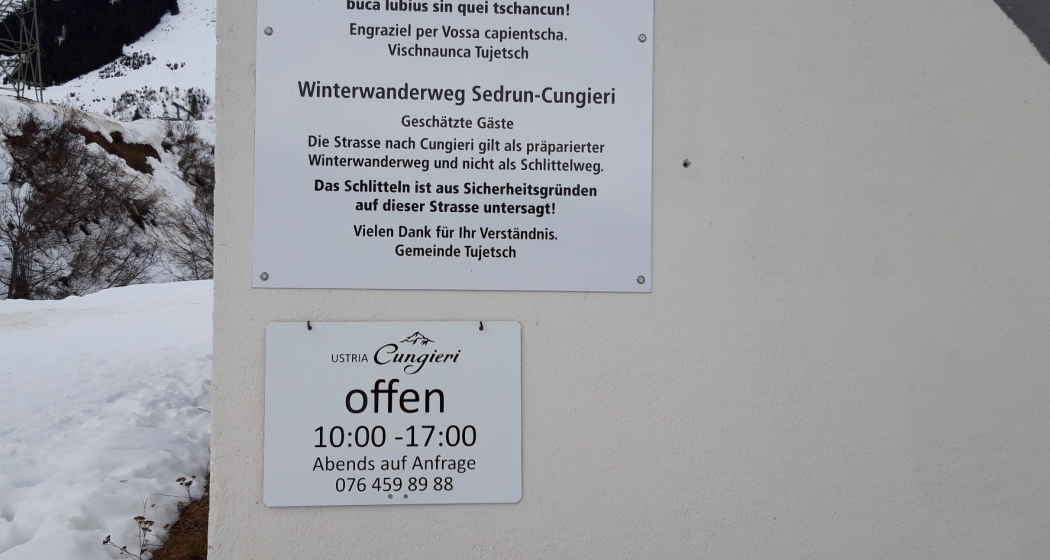 buca lubius sin quei tschancun!
Engraziel per Vossa capientscha.
Vischnaunca Tujetsch
Winterwanderweg Sedrun-Cungieri
Geschätzte Gäste
Die Strasse nach Cungieri gilt als präparierter
Winterwanderweg und nicht als Schlittelweg.
Das Schlitteln ist aus Sicherheitsgründen
auf dieser Strasse untersagt!
Vielen Dank für Ihr Verständnis.
Gemeinde Tujetsch
USTRIA Cungieri
offen
10:00 -17:00
Abends auf Anfrage
076 459 89 88